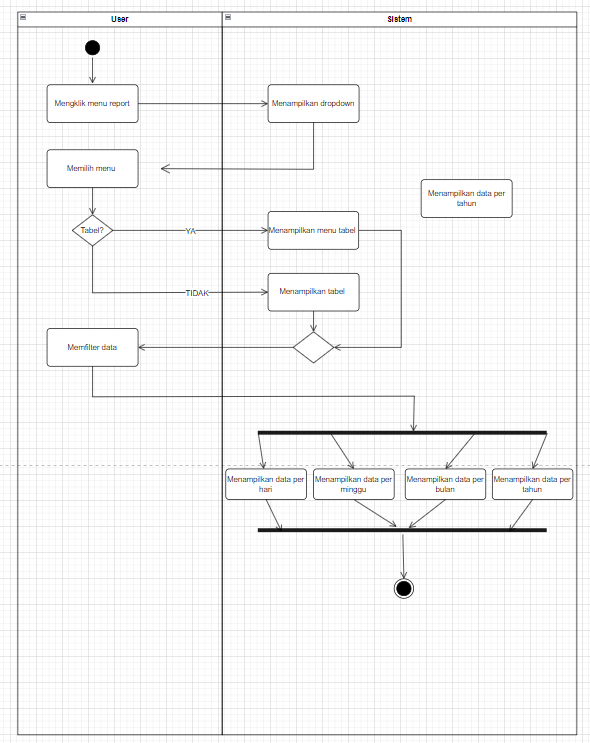 User
Sistem
Mengklik menu report
Menampilkan dropdown
Memilih menu
Menampilkan data per
tahun
Tabel?
YA
Menampilkan menu tabel
TIDAK
Menampilkan tabel
Memfilter data
Menampilkan data per
hari
Menampilkan data per
minggu
Menampilkan data per
bulan
Menampilkan data per
tahun